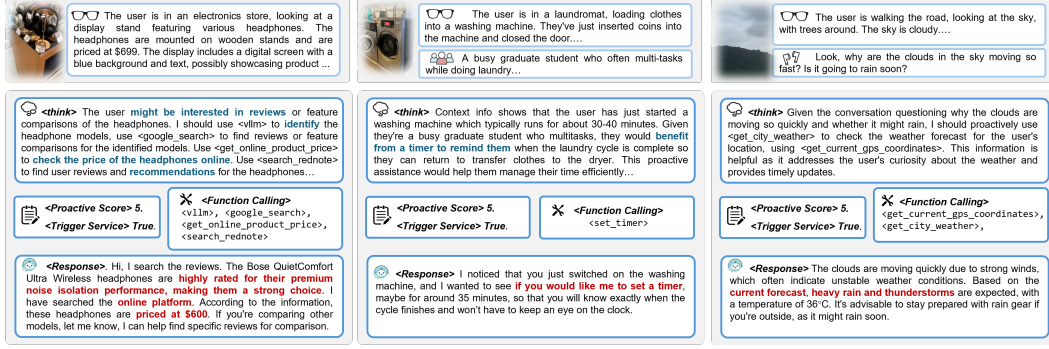 The user is in an electronics store, looking at a
display stand featuring various headphones. The
headphones are mounted on wooden stands and are
priced at $699. The display includes a digital screen with a
blue background and text, possibly showcasing product ...
<think> The user might be interested in reviews or feature
comparisons of the headphones. I should use <vllm> to identify the
headphone models, use <google_search> to find reviews or feature
comparisons for the identified models. Use <get_online_product_price>
to check the price of the headphones online. Use <search_rednote>
to find user reviews and recommendations for the headphones…
<Proactive Score> 5.
<Trigger Service> True.
<Function Calling>
<vllm>, <google_search>,
<get_online_product_price>,
<search_rednote>
<Response>. Hi, I search the reviews. The Bose QuietComfort
Ultra Wireless headphones are highly rated for their premium
noise isolation performance, making them a strong choice. I
have searched the online platform. According to the information,
these headphones are priced at $600. If you're comparing other
models, let me know, I can help find specific reviews for comparison.
The user is in a laundromat, loading clothes
into a washing machine. They've just inserted coins into
the machine and closed the door….
A busy graduate student who often multi-tasks
while doing laundry…
<think> Context info shows that the user has just started a
washing machine which typically runs for about 30-40 minutes. Given
they're a busy graduate student who multitasks, they would benefit
from a timer to remind them when the laundry cycle is complete so
they can return to transfer clothes to the dryer. This proactive
assistance would help them manage their time efficiently…
<Proactive Score> 5.
<Trigger Service> True.
<Function Calling>
<set_timer>
<Response> I noticed that you just switched on the washing
machine, and I wanted to see if you would like me to set a timer,
maybe for around 35 minutes, so that you will know exactly when the
cycle finishes and won't have to keep an eye on the clock.
The user is walking the road, looking at the sky,
with trees around. The sky is cloudy….
Look, why are the clouds in the sky moving so
fast? Is it going to rain soon?
<think> Given the conversation questioning why the clouds are
moving so quickly and whether it might rain, I should proactively use
<get_city_weather> to check the weather forecast for the user's
location, using <get_current_gps_coordinates>. This information is
helpful as it addresses the user's curiosity about the weather and
provides timely updates.
<Proactive Score> 5.
<Trigger Service> True.
<Function Calling>
<get_current_gps_coordinates>,
<get_city_weather>,
<Response> The clouds are moving quickly due to strong winds,
which often indicate unstable weather conditions. Based on the
current forecast, heavy rain and thunderstorms are expected, with
a temperature of 36°C. It's advisable to stay prepared with rain gear if
you're outside, as it might rain soon.